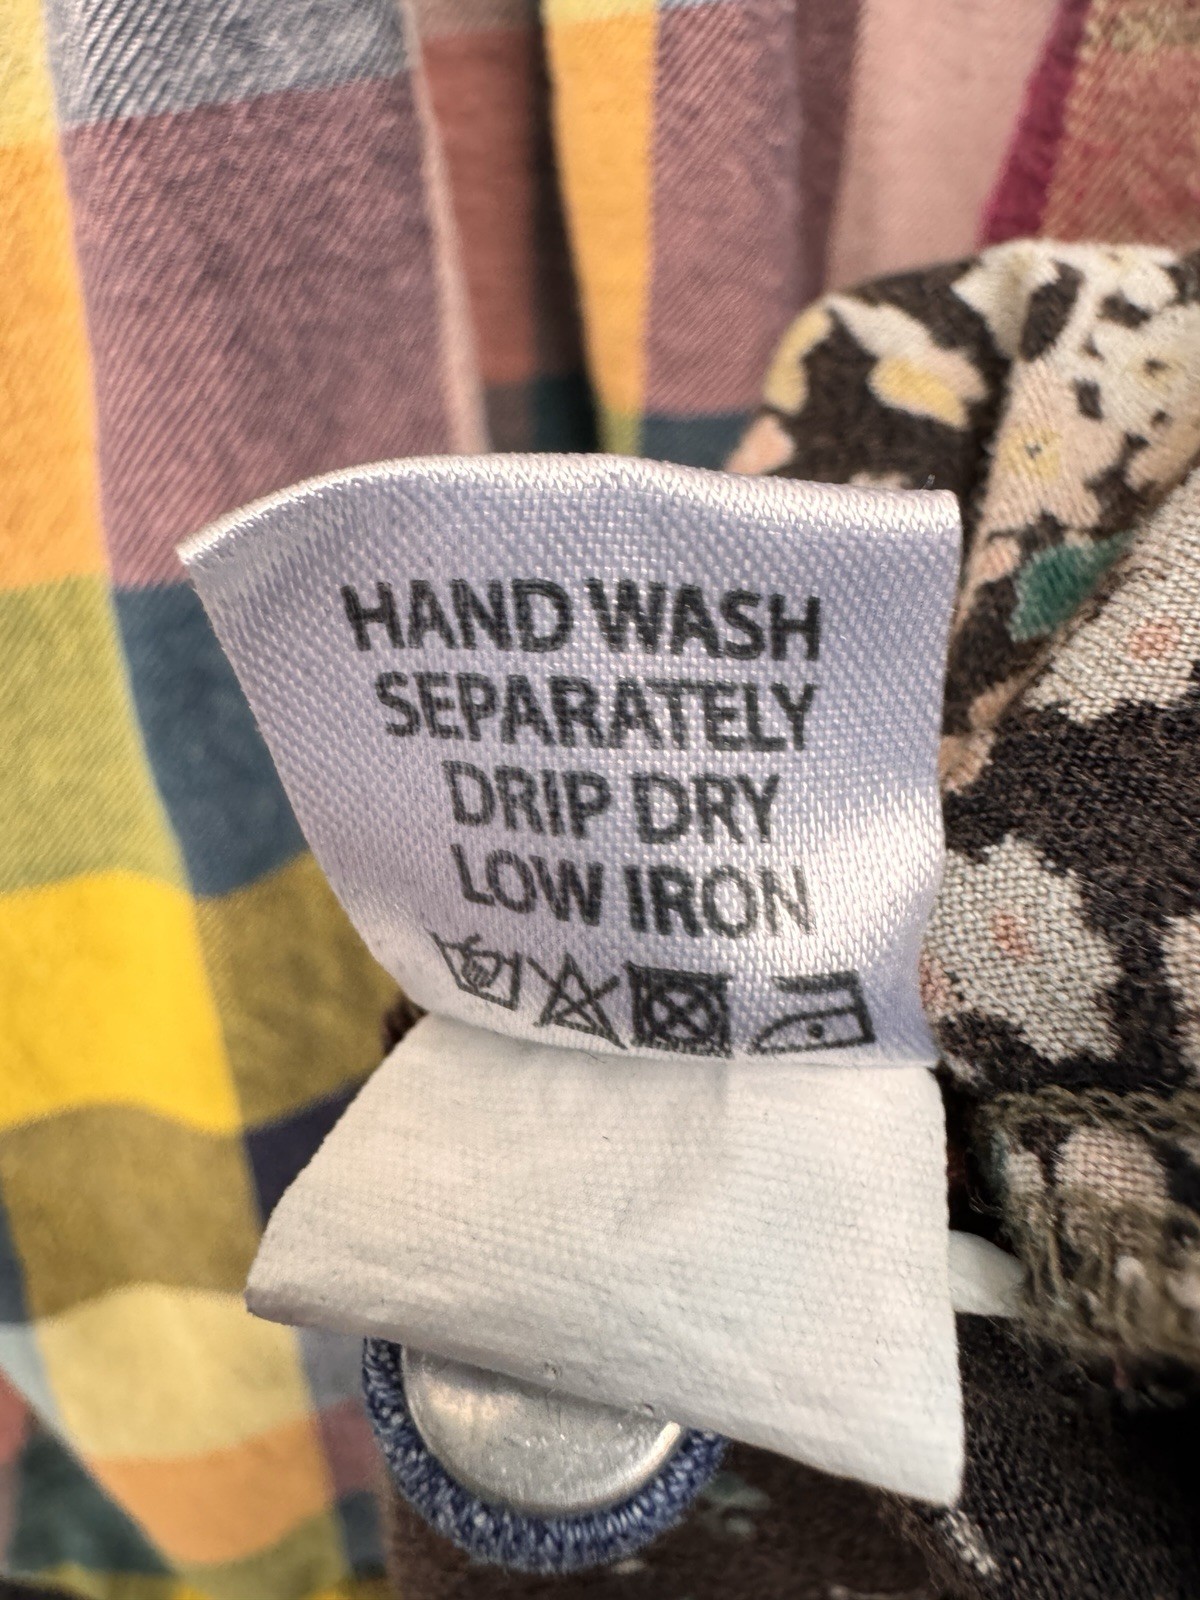 HAND WASH
SEPARATELY
DRIP DRY
LOW IRON